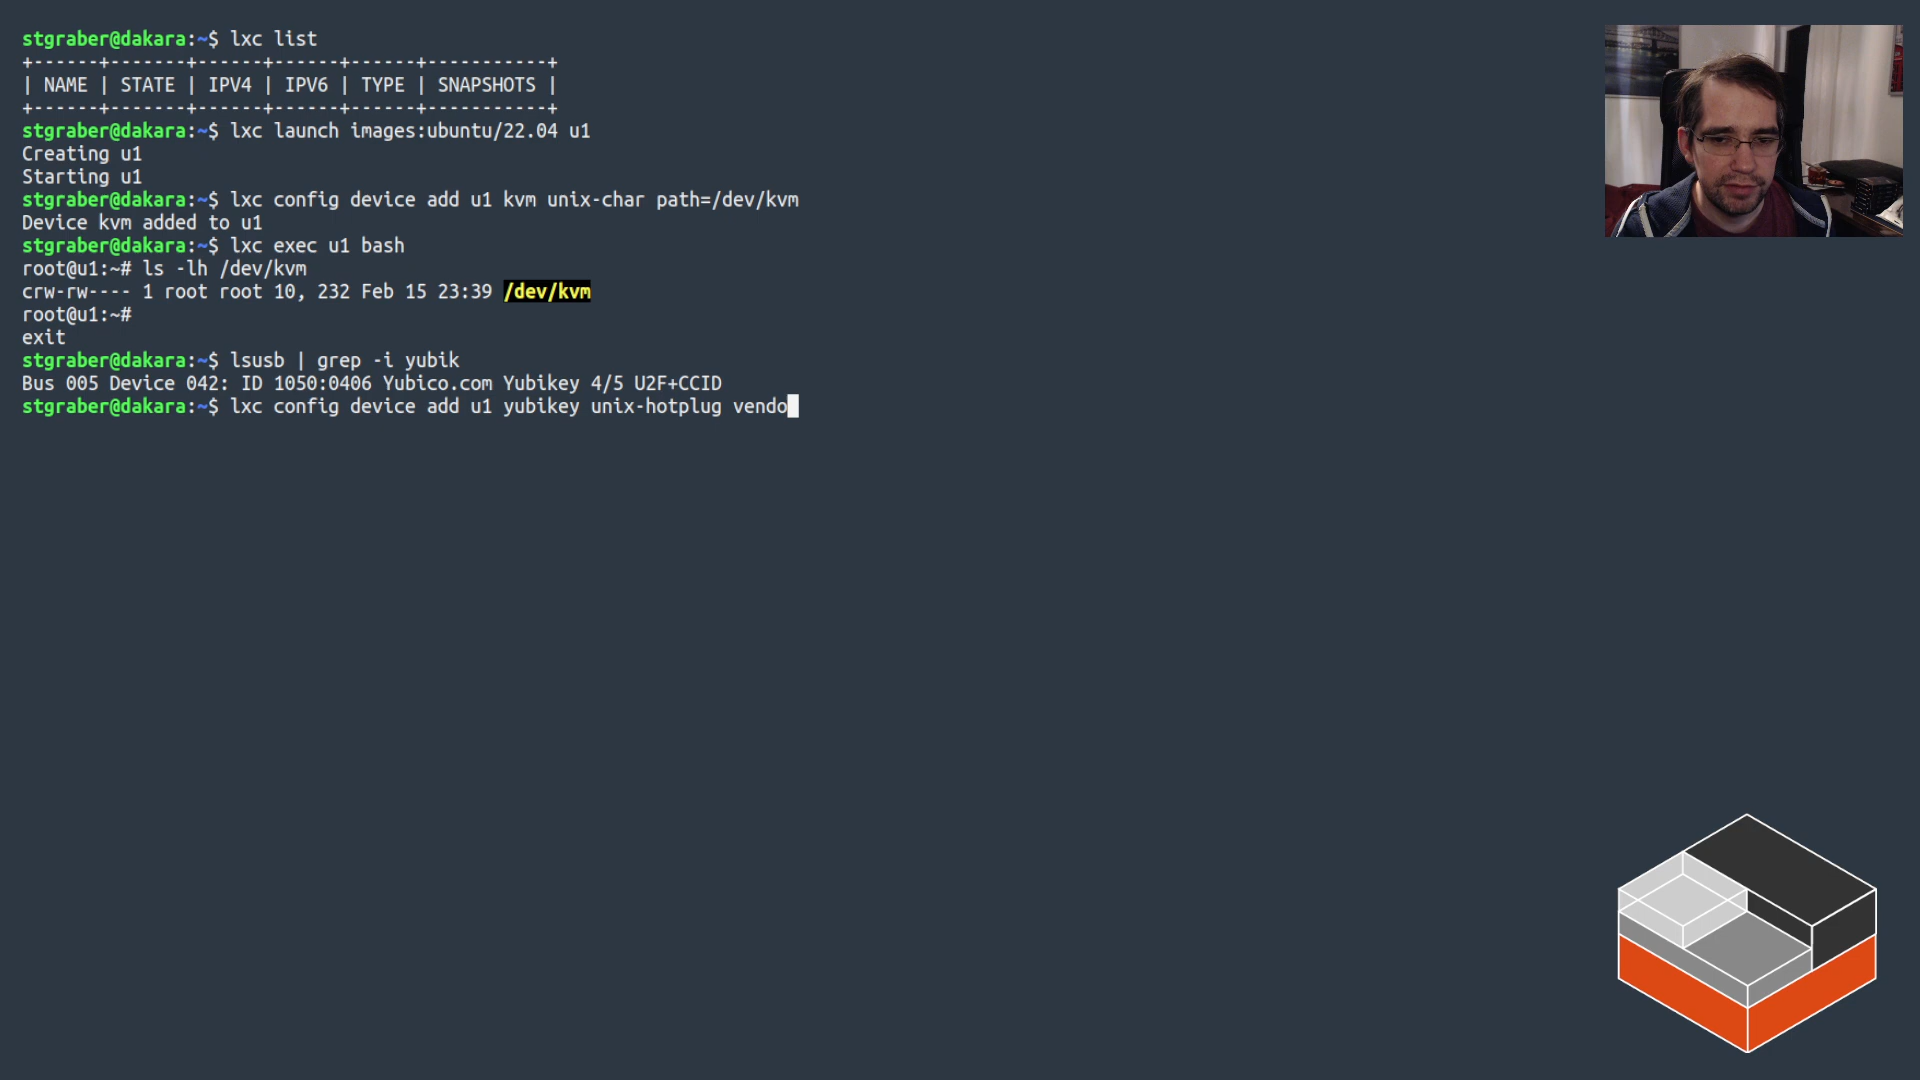 stgraber@dakara:~$ lxc list
+------+-------+------+------+------+-----------+
| NAME | STATE | IPV4 | IPV6 | TYPE | SNAPSHOTS |
+------+-------+------+------+------+-----------+
stgraber@dakara:~$ lxc launch images:ubuntu/22.04 u1
Creating u1
Starting u1
stgraber@dakara:~$ lxc config device add u1 kvm unix-char path=/dev/kvm
Device kvm added to u1
stgraber@dakara:~$ lxc exec u1 bash
root@u1:~# ls -lh /dev/kvm
crw-rw---- 1 root root 10, 232 Feb 15 23:39 /dev/kvm
root@u1:~#
exit
stgraber@dakara:~$ lsusb | grep -i yubik
Bus 005 Device 042: ID 1050:0406 Yubico.com Yubikey 4/5 U2F+CCID
stgraber@dakara:~$ lxc config device add u1 yubikey unix-hotplug vendo